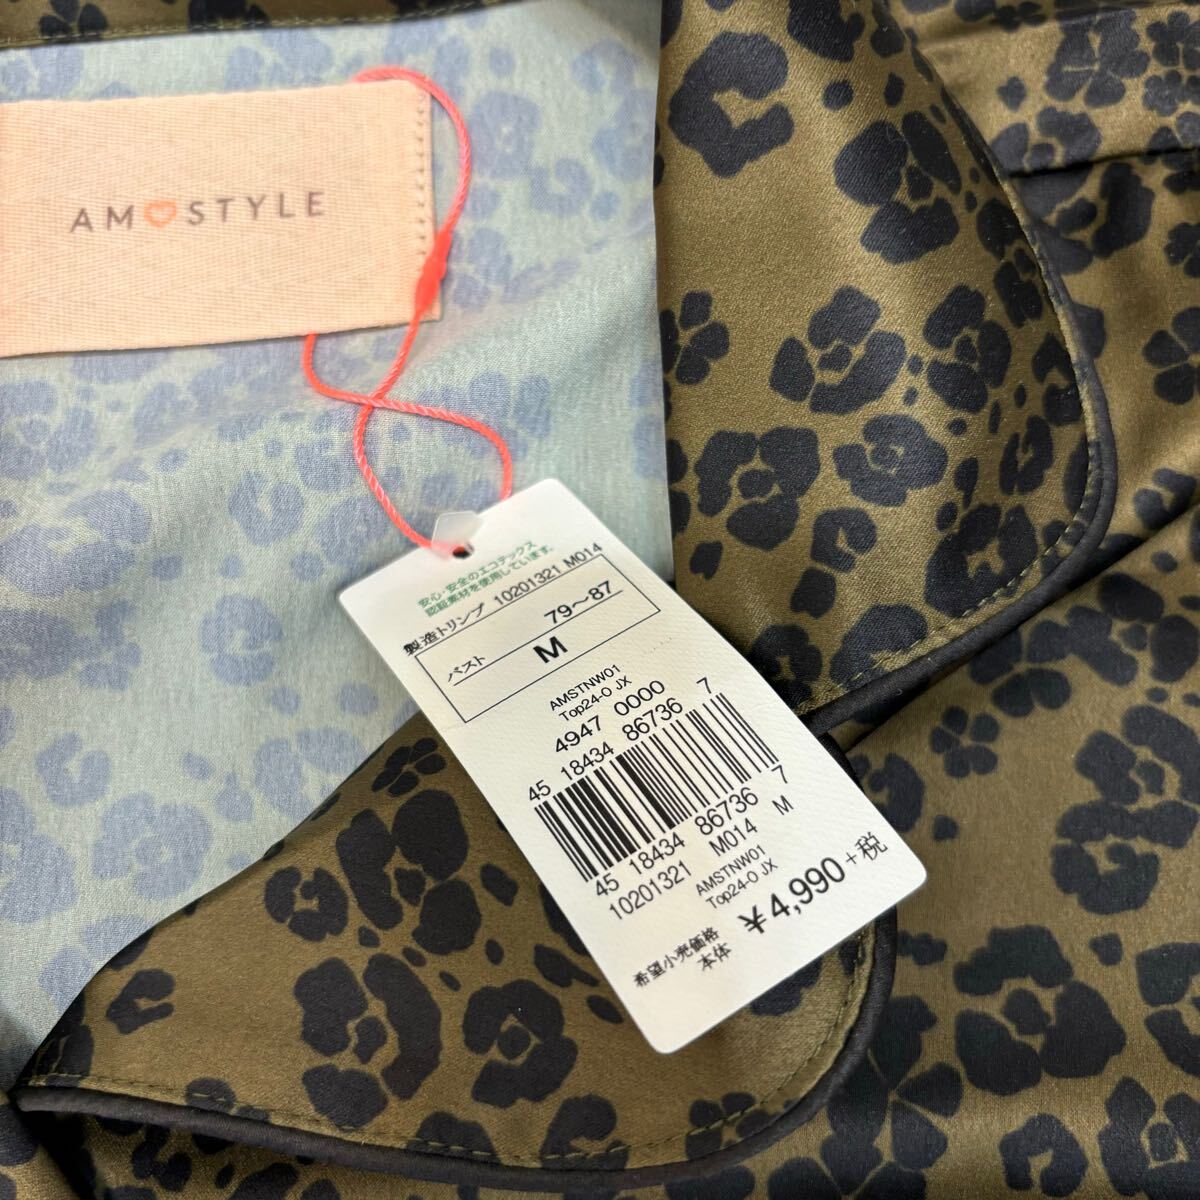 AM♡STYLE
安心・安全のエコテックス
認証素材を使用しています。
製造トリンプ 10201321 M014
バスト 79～87
M
AMSTNW01
Top24-O JX
4947 0000
45 18434 86736 7
45 18434 86736 7
10201321 M014 M
AMSTNW01
Top24-O JX
希望小売価格
本体 ¥4,990+税